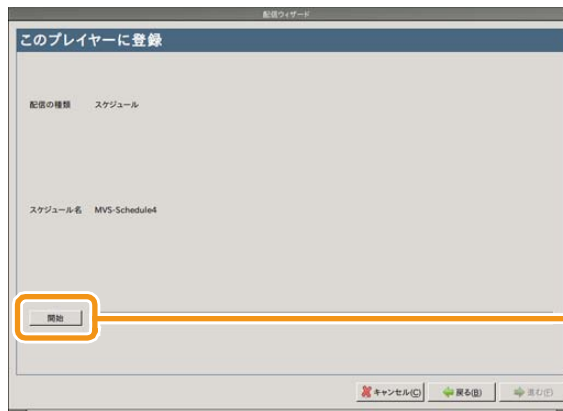 配信ウィザード
このプレイヤーに登録
配信の種類 スケジュール
スケジュール名 MVS-Schedule4
開始
キャンセル(C) 戻る(B) 進む(F)